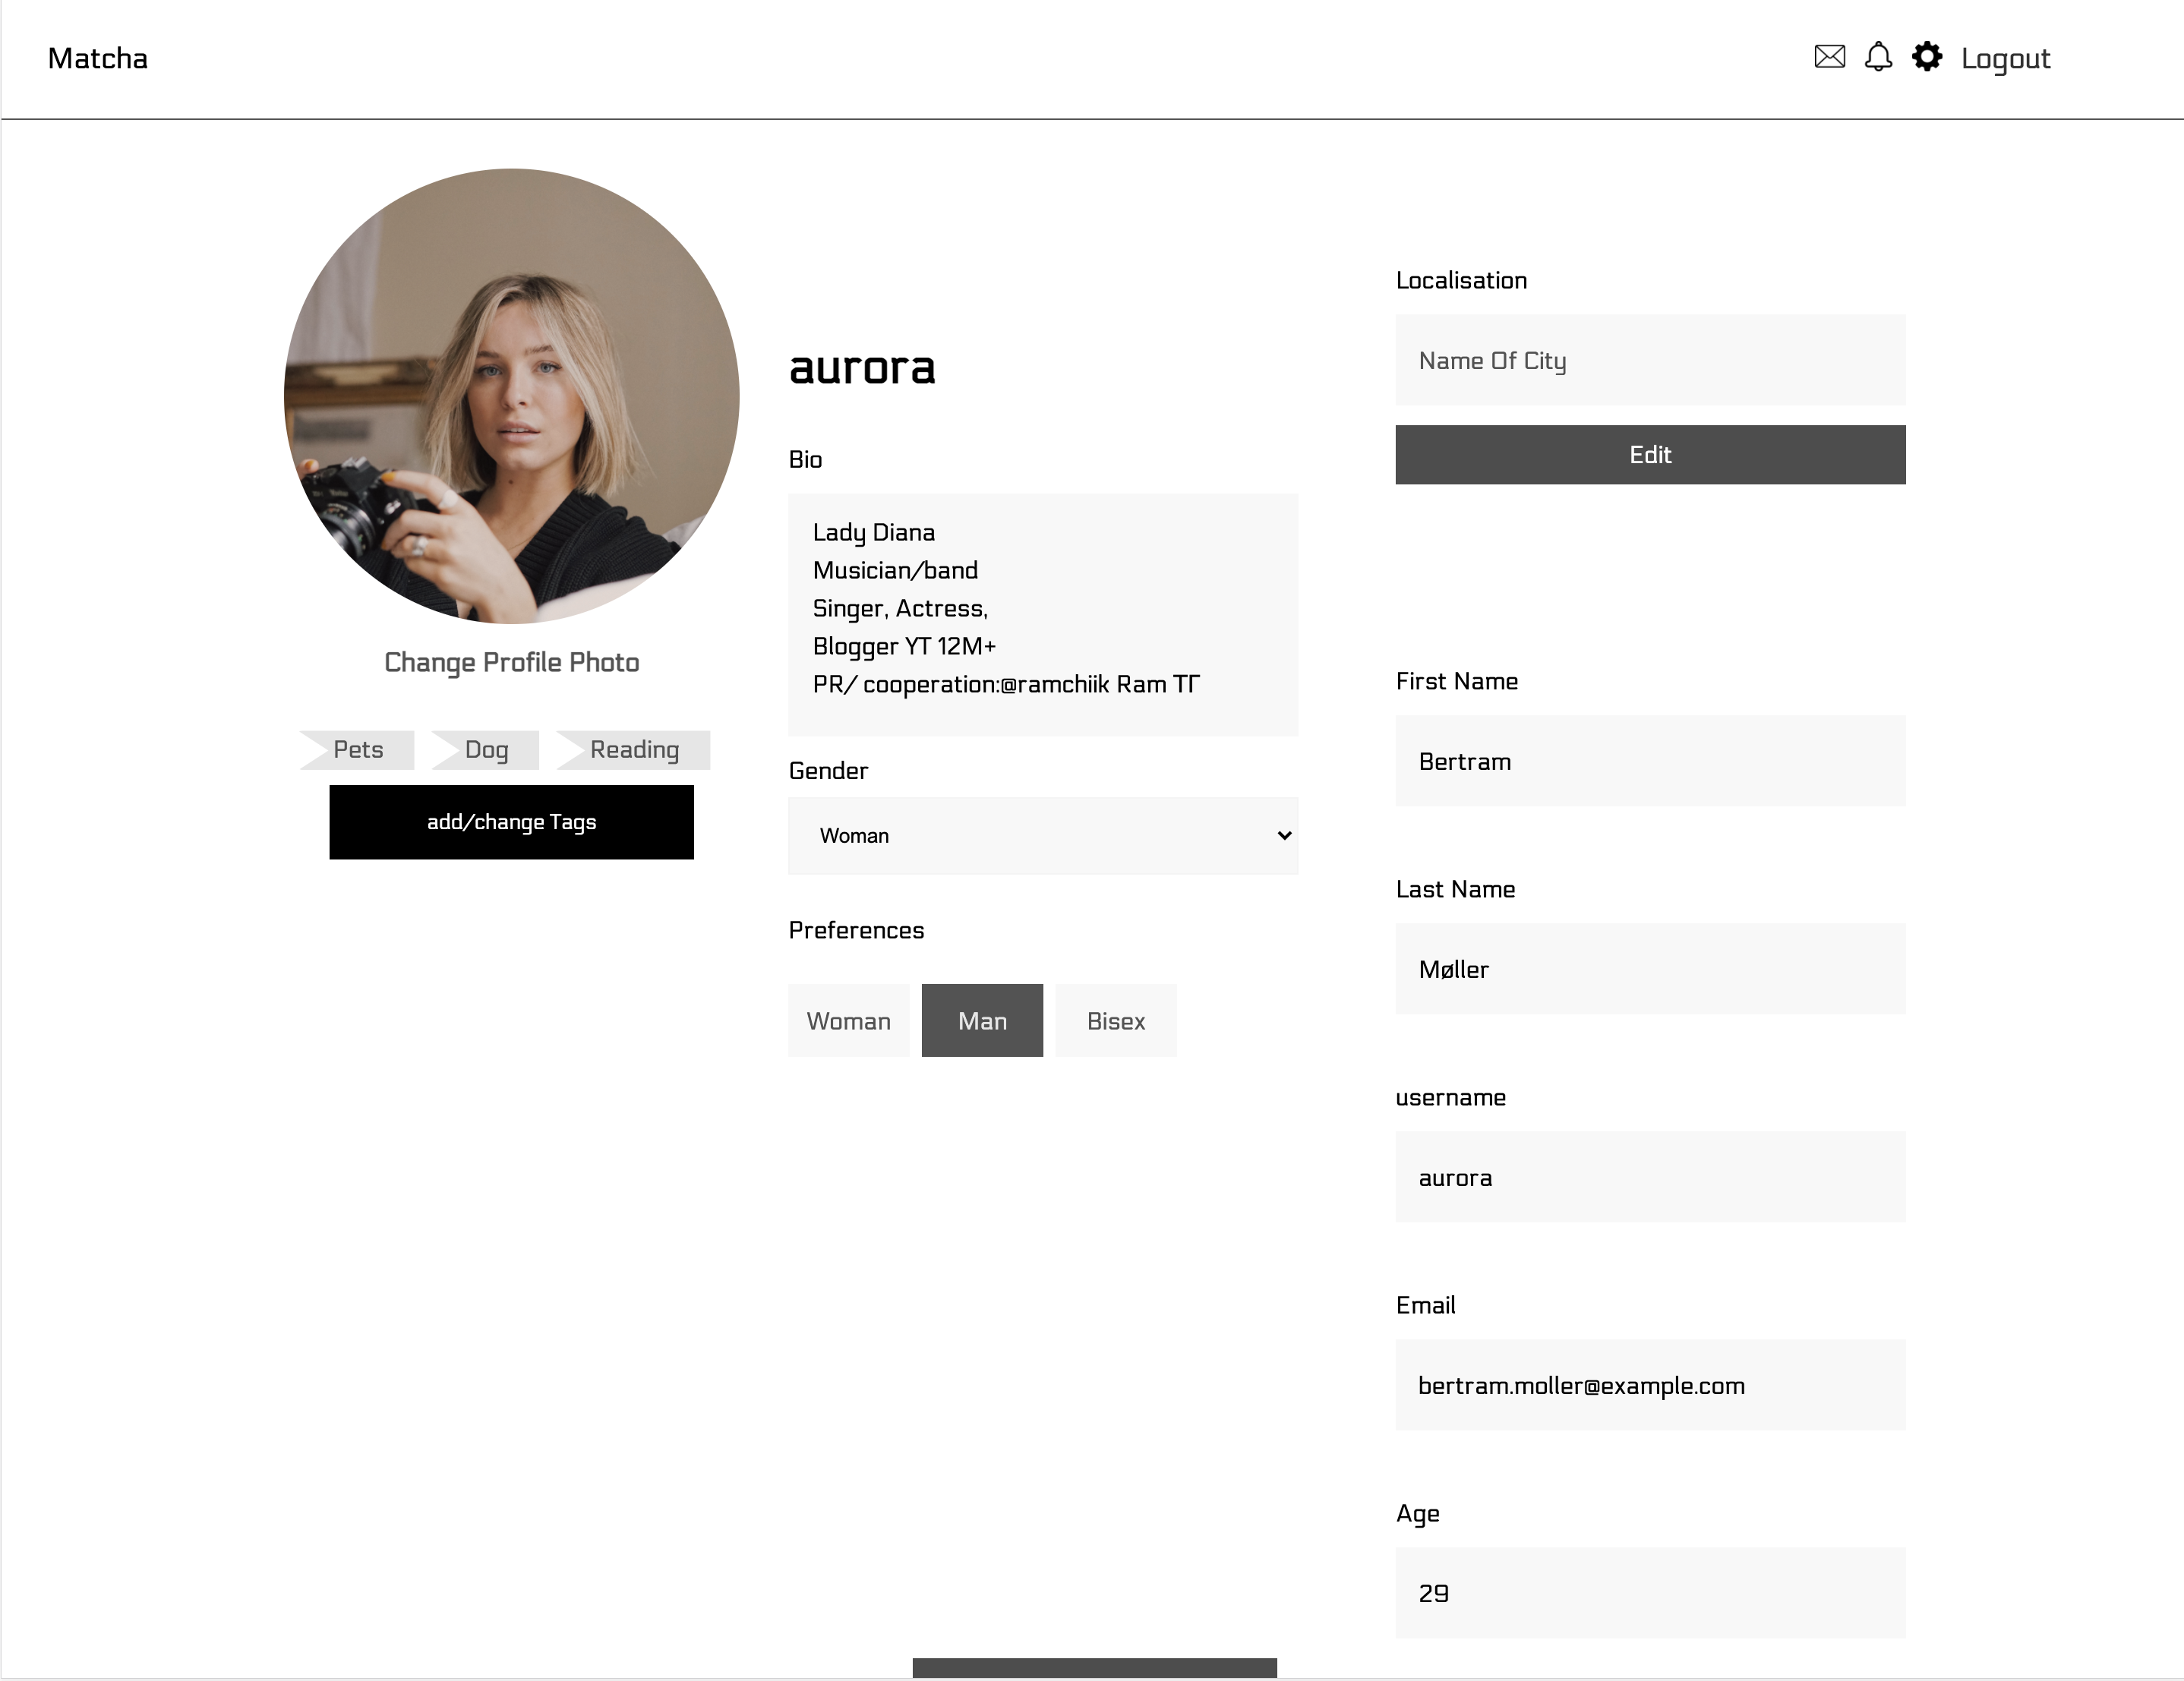 Matcha
Logout
Change Profile Photo
Pets
Dog
Reading
add/change Tags
aurora
Bio
Lady Diana
Musician/band
Singer, Actress,
Blogger YT 12M+
PR/ cooperation:@ramchiik Ram ТГ
Gender
Woman
Preferences
Woman
Man
Bisex
Localisation
Name Of City
Edit
First Name
Bertram
Last Name
Møller
username
aurora
Email
bertram.moller@example.com
Age
29